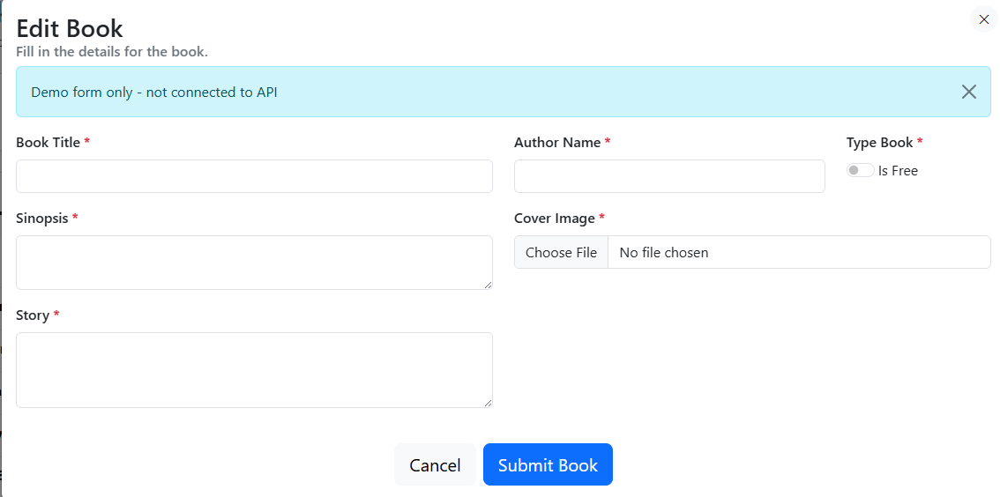 Edit Book
Fill in the details for the book.
Demo form only - not connected to API
Book Title *
Author Name *
Type Book *
Is Free
Sinopsis *
Cover Image *
Choose File No file chosen
Story *
Cancel Submit Book